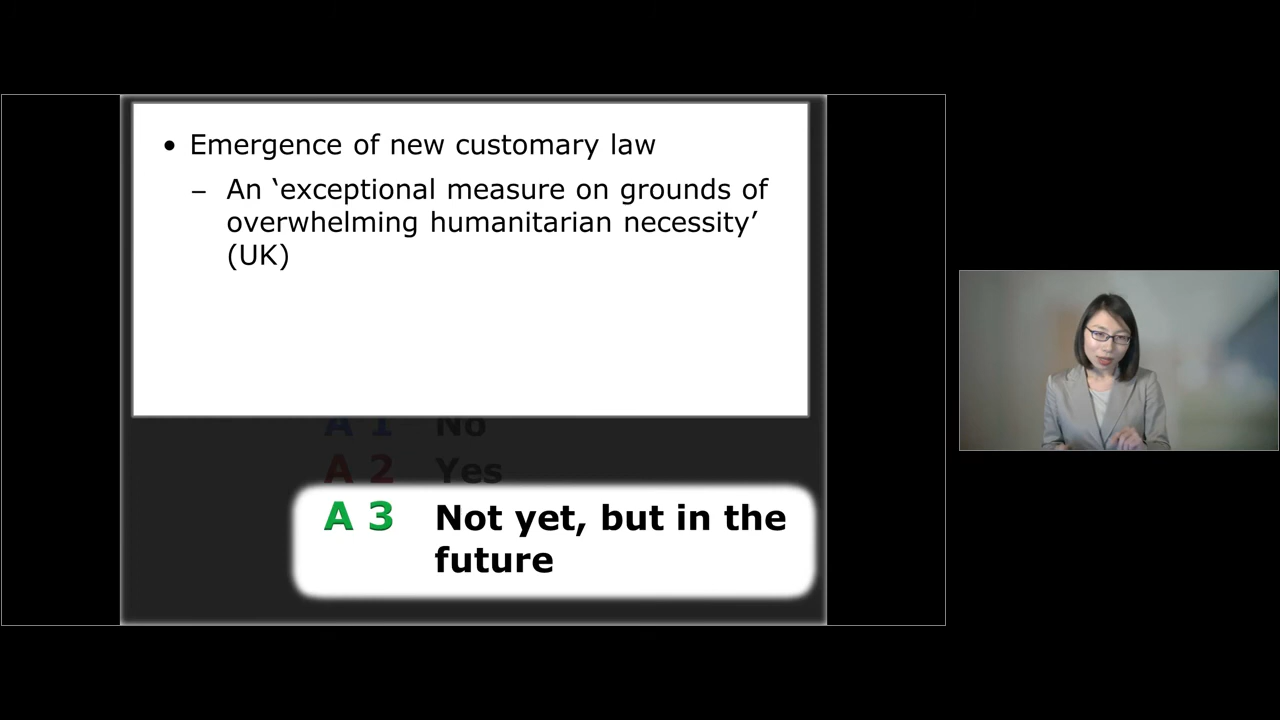 • Emergence of new customary law
– An ‘exceptional measure on grounds of
overwhelming humanitarian necessity’
(UK)
A 1 No
A 2 Yes
A 3 Not yet, but in the
future